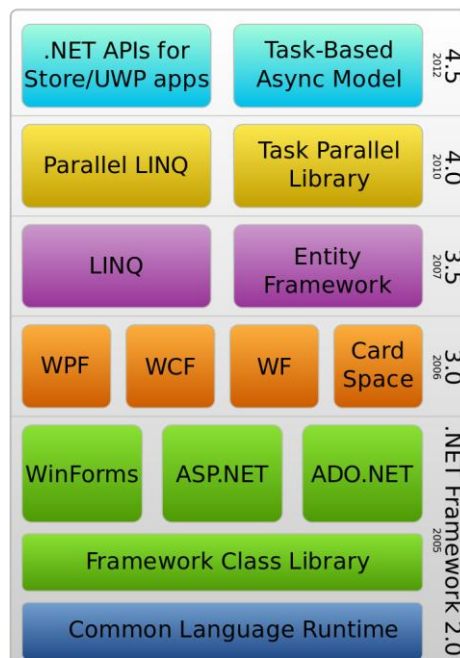 .NET APIs for
Store/UWP apps
Task-Based
Async Model
4.5
2012
Parallel LINQ
Task Parallel
Library
4.0
2010
LINQ
Entity
Framework
3.5
2007
WPF
WCF
WF
Card
Space
3.0
2006
WinForms
ASP.NET
ADO.NET
Framework Class Library
Common Language Runtime
.NET Framework 2.0
2005